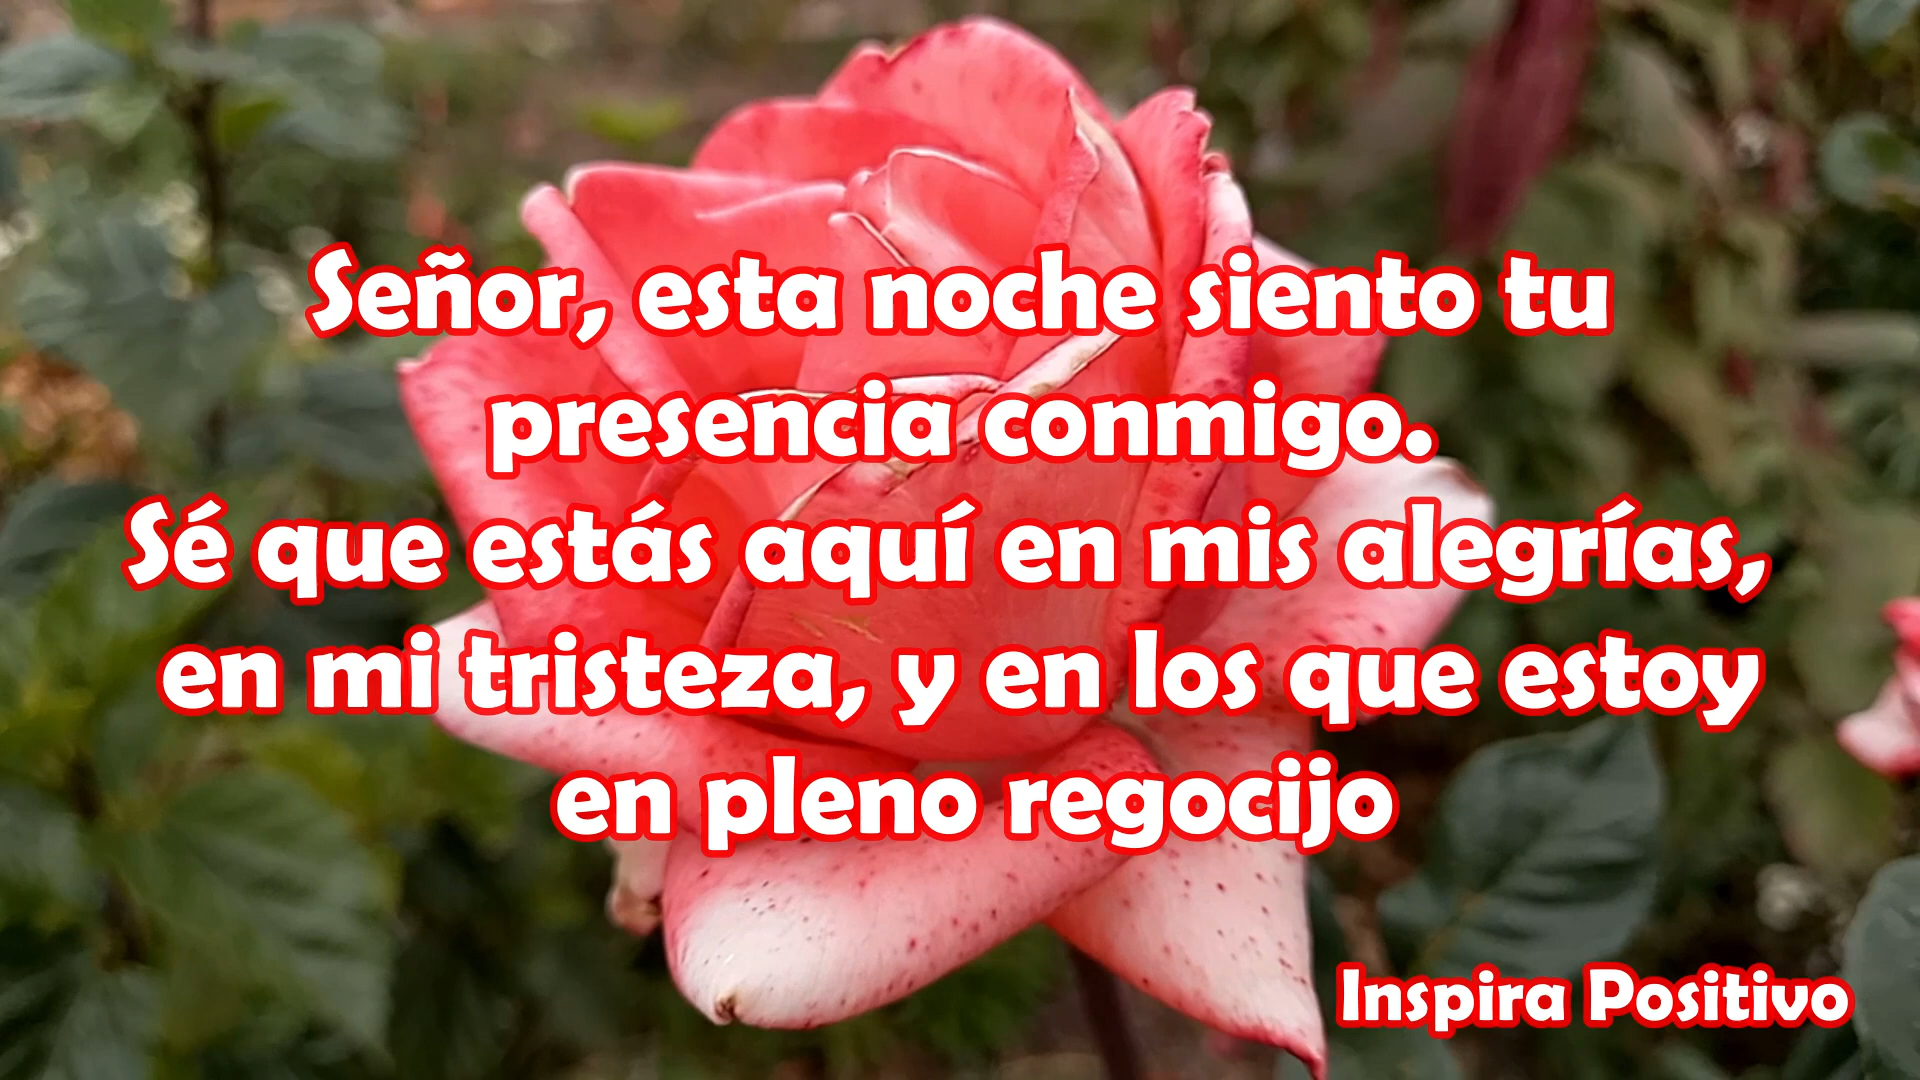 Señor, esta noche siento tu
presencia conmigo.
Sé que estás aquí en mis alegrías,
en mi tristeza, y en los que estoy
en pleno regocijo
Inspira Positivo